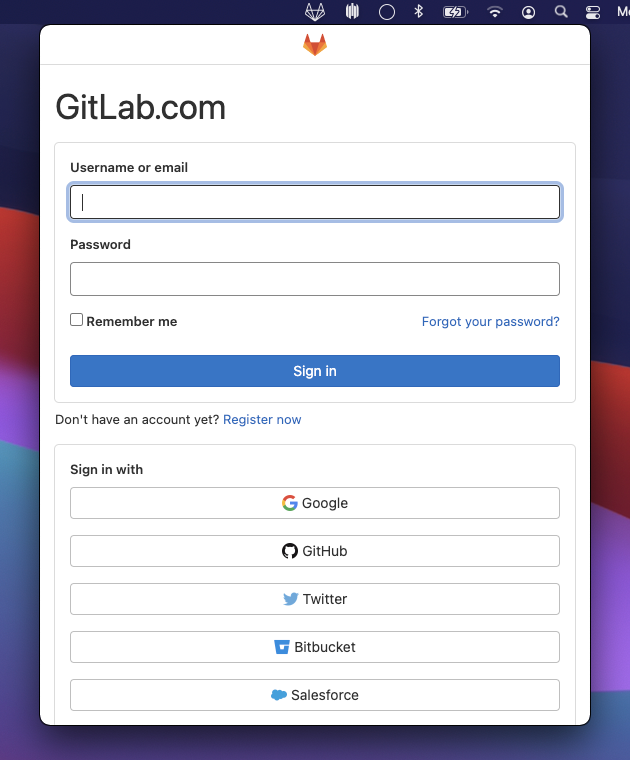 GitLab.com
Username or email
Password
Remember me
Forgot your password?
Sign in
Don't have an account yet? Register now
Sign in with
Google
GitHub
Twitter
Bitbucket
Salesforce